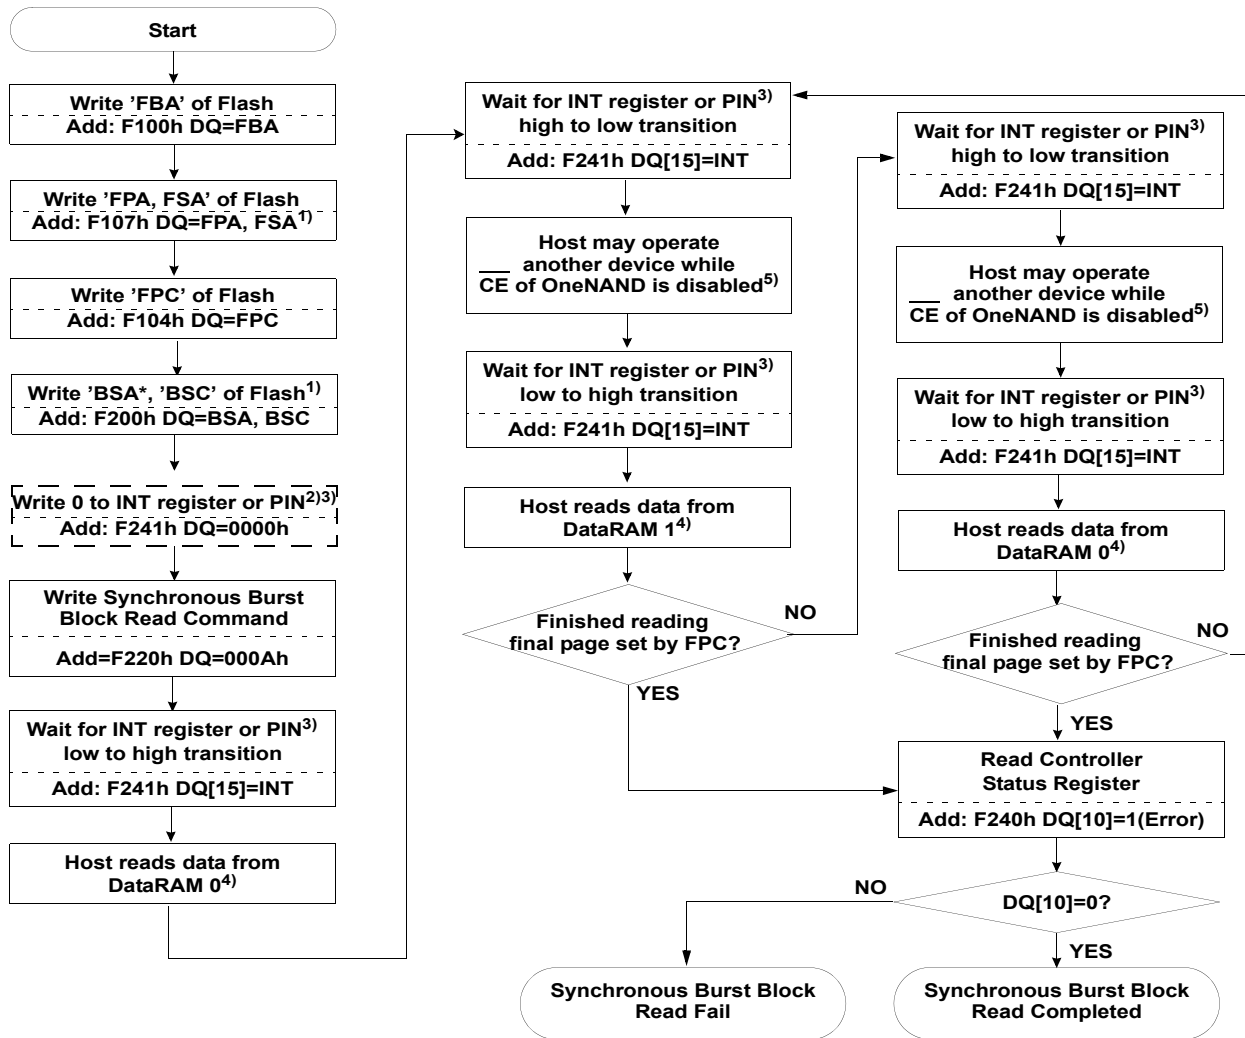 Start
Write ’FBA’ of Flash
Add: F100h DQ=FBA
Write ’FPA, FSA’ of Flash
Add: F107h DQ=FPA, FSA1)
Write ’FPC’ of Flash
Add: F104h DQ=FPC
Write ’BSA*, ’BSC’ of Flash1)
Add: F200h DQ=BSA, BSC
Write 0 to INT register or PIN2)3)
Add: F241h DQ=0000h
Write Synchronous Burst
Block Read Command
Add=F220h DQ=000Ah
Wait for INT register or PIN3)
low to high transition
Add: F241h DQ[15]=INT
Host reads data from
DataRAM 04)
Wait for INT register or PIN3)
high to low transition
Add: F241h DQ[15]=INT
Host may operate
another device while
CE of OneNAND is disabled5)
Wait for INT register or PIN3)
low to high transition
Add: F241h DQ[15]=INT
Host reads data from
DataRAM 14)
Finished reading
final page set by FPC?
NO
YES
Wait for INT register or PIN3)
high to low transition
Add: F241h DQ[15]=INT
Host may operate
another device while
CE of OneNAND is disabled5)
Wait for INT register or PIN3)
low to high transition
Add: F241h DQ[15]=INT
Host reads data from
DataRAM 04)
Finished reading
final page set by FPC?
NO
YES
Read Controller
Status Register
Add: F240h DQ[10]=1(Error)
DQ[10]=0?
NO
YES
Synchronous Burst Block
Read Fail
Synchronous Burst Block
Read Completed